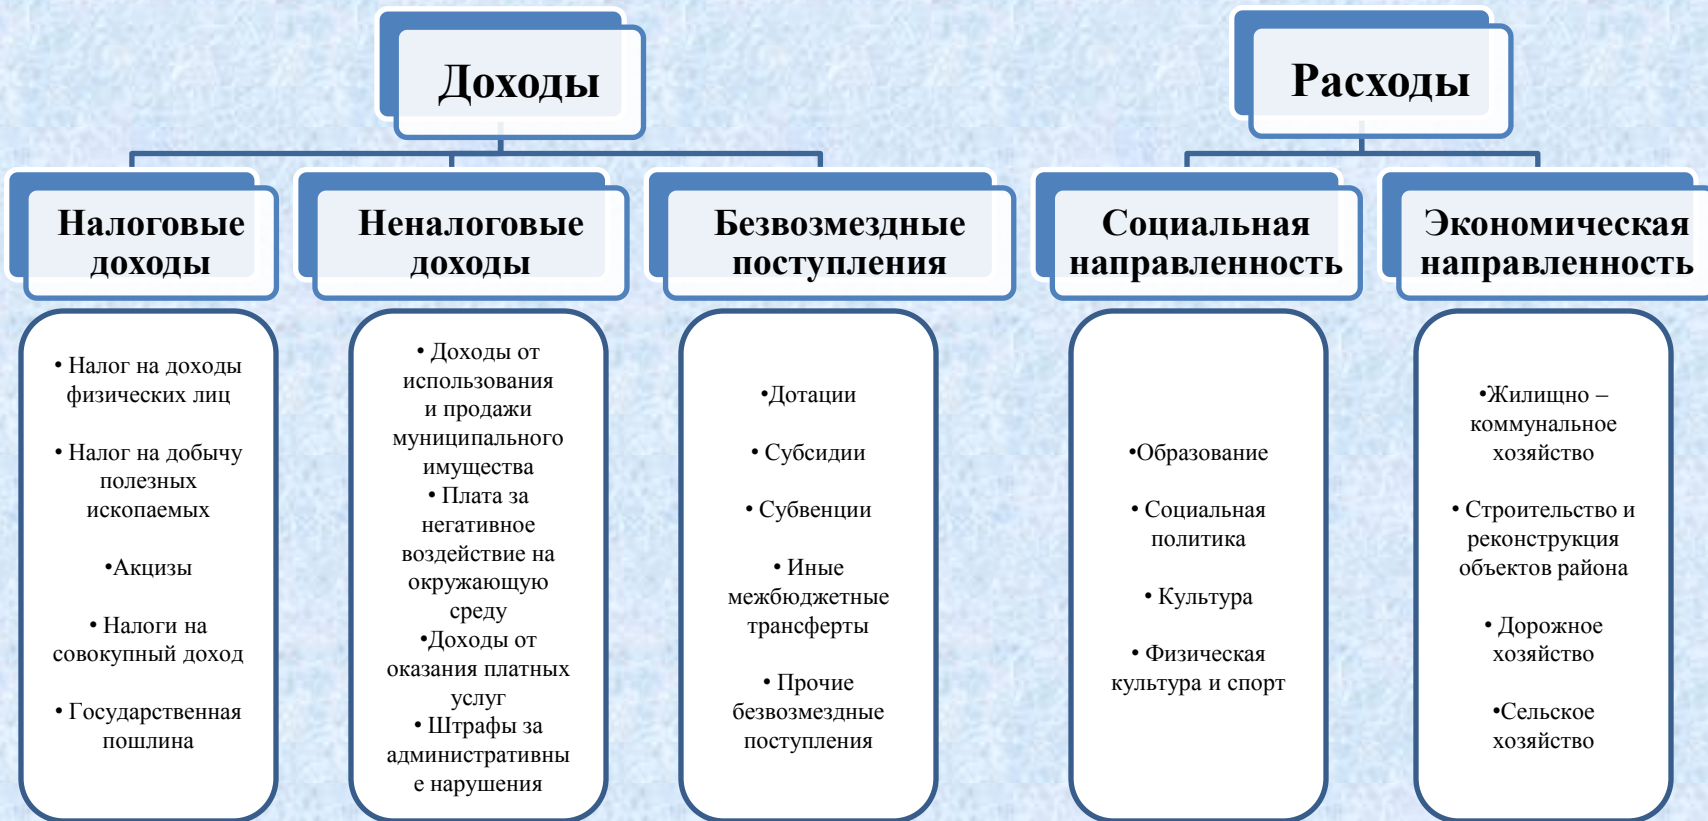 Доходы
Налоговые
доходы
• Налог на доходы
физических лиц
• Налог на добычу
полезных
ископаемых
•Акцизы
• Налоги на
совокупный доход
• Государственная
пошлина
Неналоговые
доходы
• Доходы от
использования
и продажи
муниципального
имущества
• Плата за
негативное
воздействие на
окружающую
среду
•Доходы от
оказания платных
услуг
• Штрафы за
административны
е нарушения
Безвозмездные
поступления
•Дотации
• Субсидии
• Субвенции
• Иные
межбюджетные
трансферты
• Прочие
безвозмездные
поступления
Расходы
Социальная
направленность
•Образование
• Социальная
политика
• Культура
• Физическая
культура и спорт
Экономическая
направленность
•Жилищно –
коммунальное
хозяйство
• Строительство и
реконструкция
объектов района
• Дорожное
хозяйство
•Сельское
хозяйство